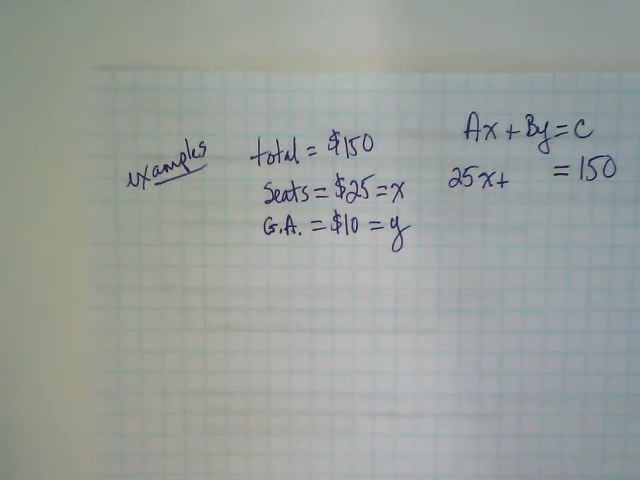 examples
total = $150
Seats = $25 = x
G.A. = $10 = y
Ax + By = C
25x + = 150